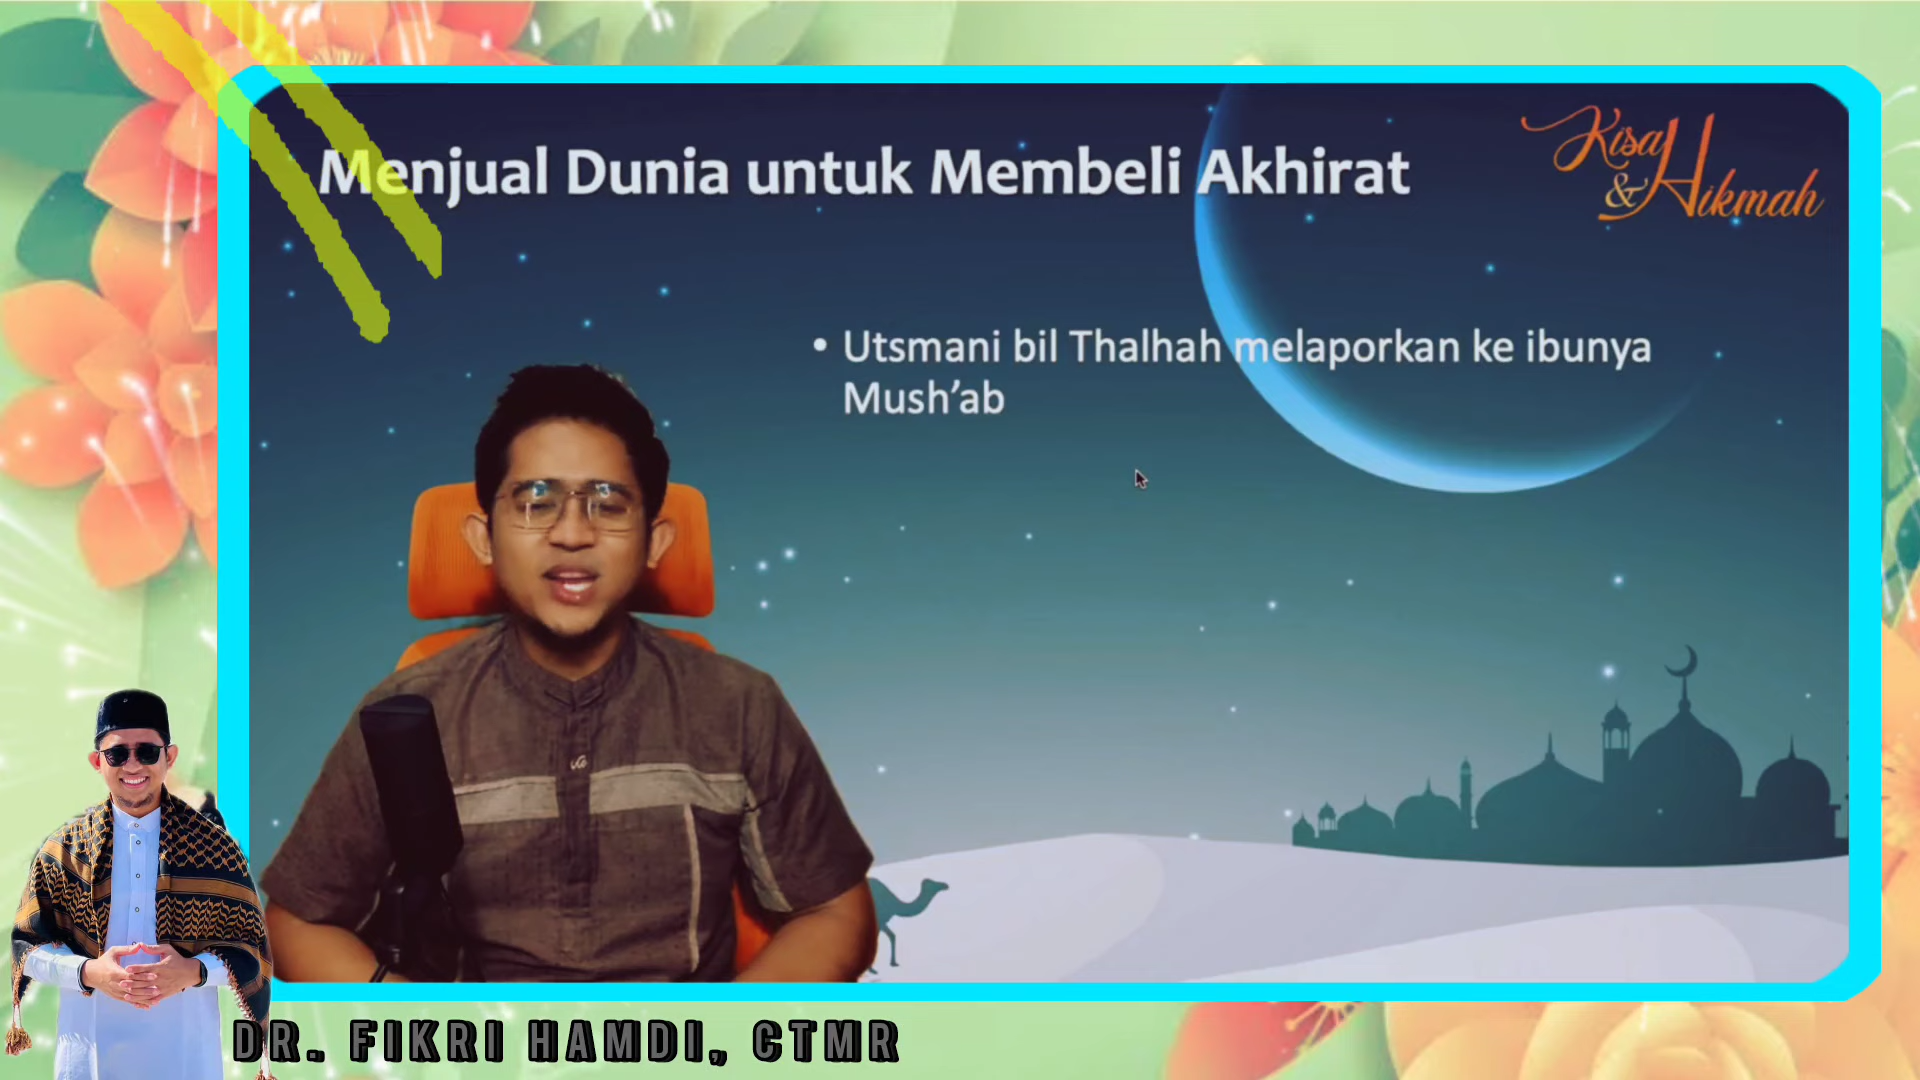 Menjual Dunia untuk Membeli Akhirat
Kisah
& Hikmah
• Utsmani bil Thalhah melaporkan ke ibunya
Mush’ab
DR. FIKRI HAMDI, CTMR